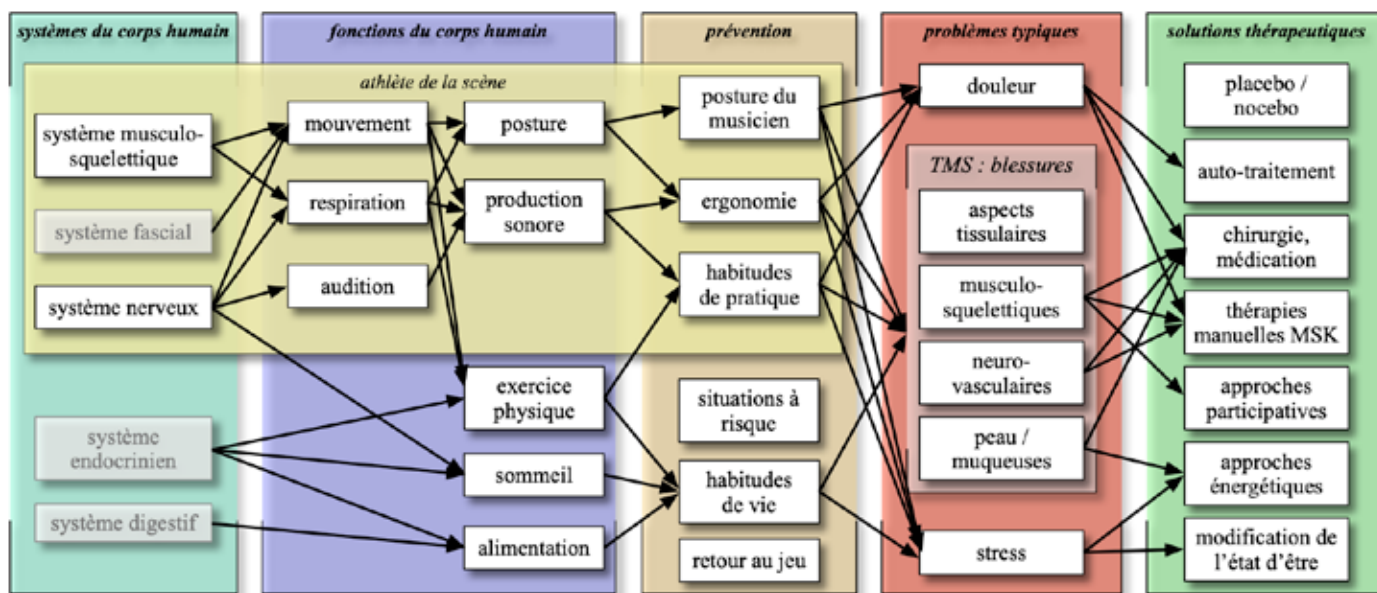 systèmes du corps humain
fonctions du corps humain
prévention
problèmes typiques
solutions thérapeutiques
athlète de la scène
système musculo-
squelettique
système fascial
système nerveux
système
endocrinien
système digestif
mouvement
respiration
audition
posture
production
sonore
exercice
physique
sommeil
alimentation
posture du
musicien
ergonomie
habitudes
de pratique
situations à
risque
habitudes
de vie
retour au jeu
douleur
TMS : blessures
aspects
tissulaires
musculo-
squelettiques
neuro-
vasculaires
peau /
muqueuses
stress
placebo /
nocebo
auto-traitement
chirurgie,
médication
thérapies
manuelles MSK
approches
participatives
approches
énergétiques
modification de
l'état d'être